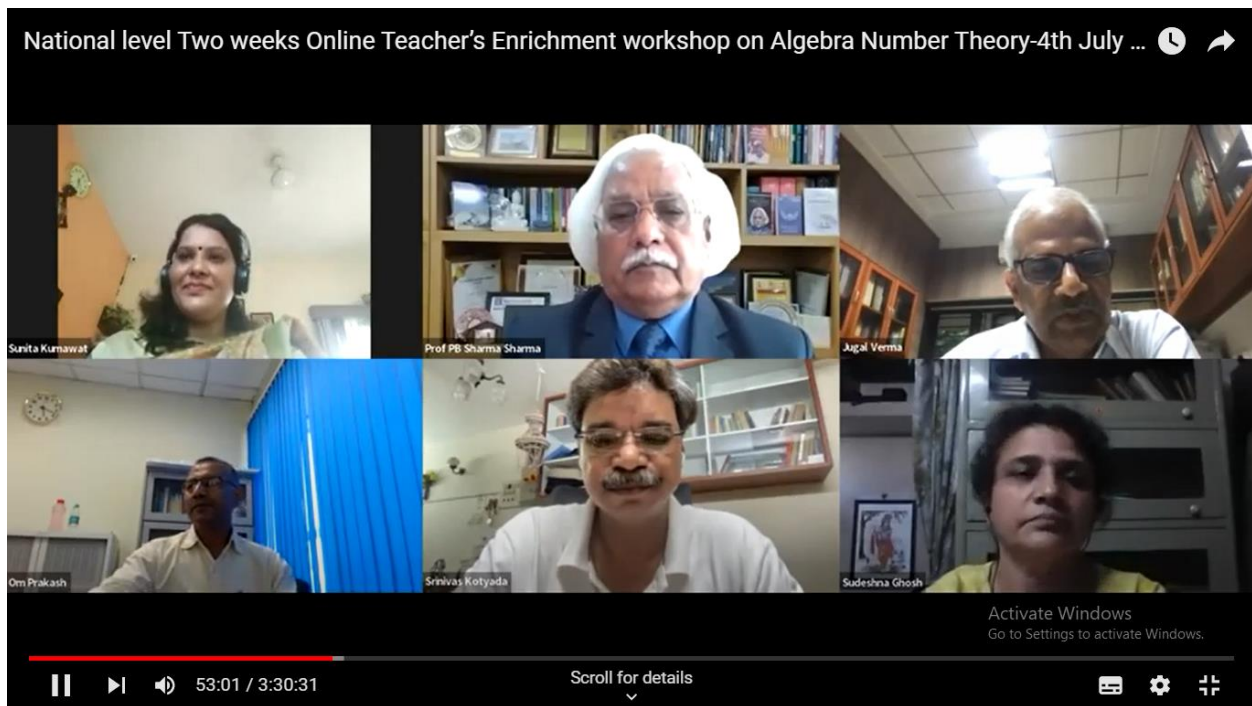 National level Two weeks Online Teacher’s Enrichment workshop on Algebra Number Theory-4th July ...
Sunita Kumawat
Prof PB Sharma Sharma
Jugal Verma
Om Prakash
Srinivas Kotyada
Sudeshna Ghosh
Activate Windows
Go to Settings to activate Windows.
53:01 / 3:30:31
Scroll for details